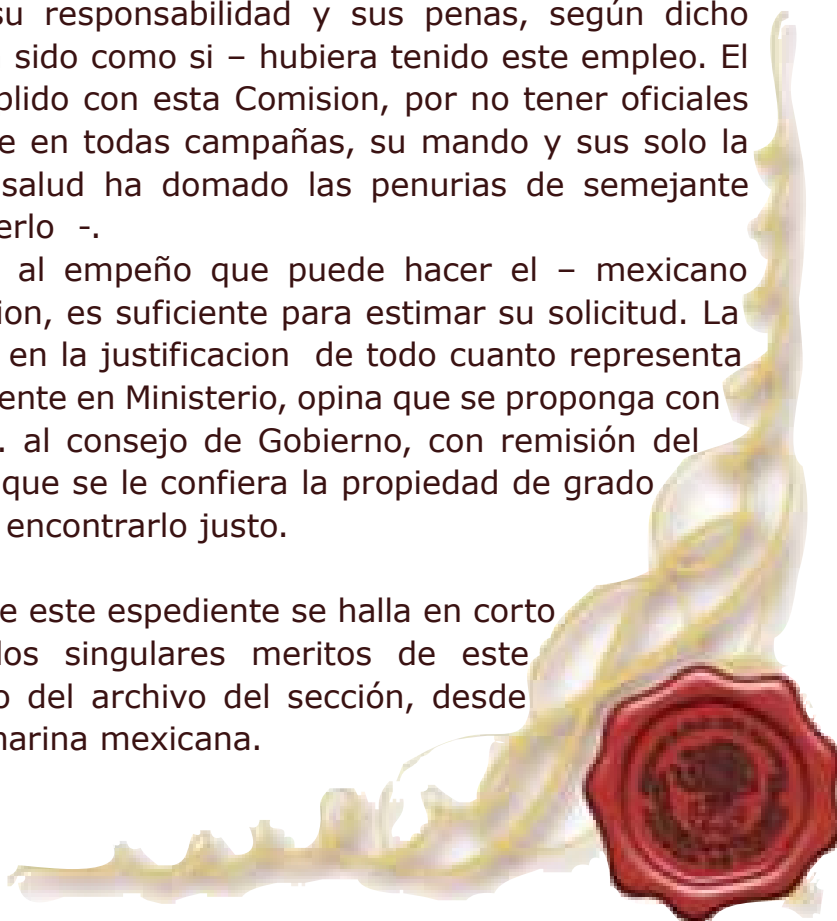 su responsabilidad y sus penas, según dicho
sido como si – hubiera tenido este empleo. El
plido con esta Comision, por no tener oficiales
e en todas campañas, su mando y sus solo la
salud ha domado las penurias de semejante
erlo -.
al empeño que puede hacer el – mexicano
ion, es suficiente para estimar su solicitud. La
en la justificacion de todo cuanto representa
ente en Ministerio, opina que se proponga con
. al consejo de Gobierno, con remisión del
que se le confiera la propiedad de grado
encontrarlo justo.
e este espediente se halla en corto
los singulares meritos de este
o del archivo del sección, desde
narina mexicana.